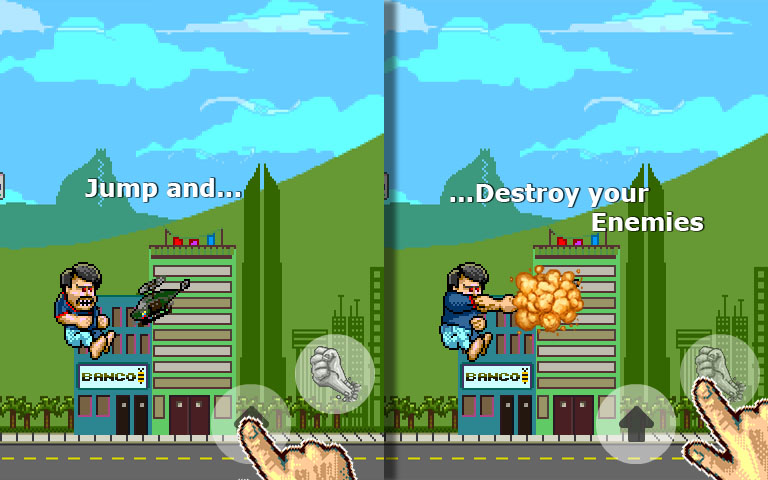 Jump and...
BANCO
...Destroy your
Enemies
BANCO